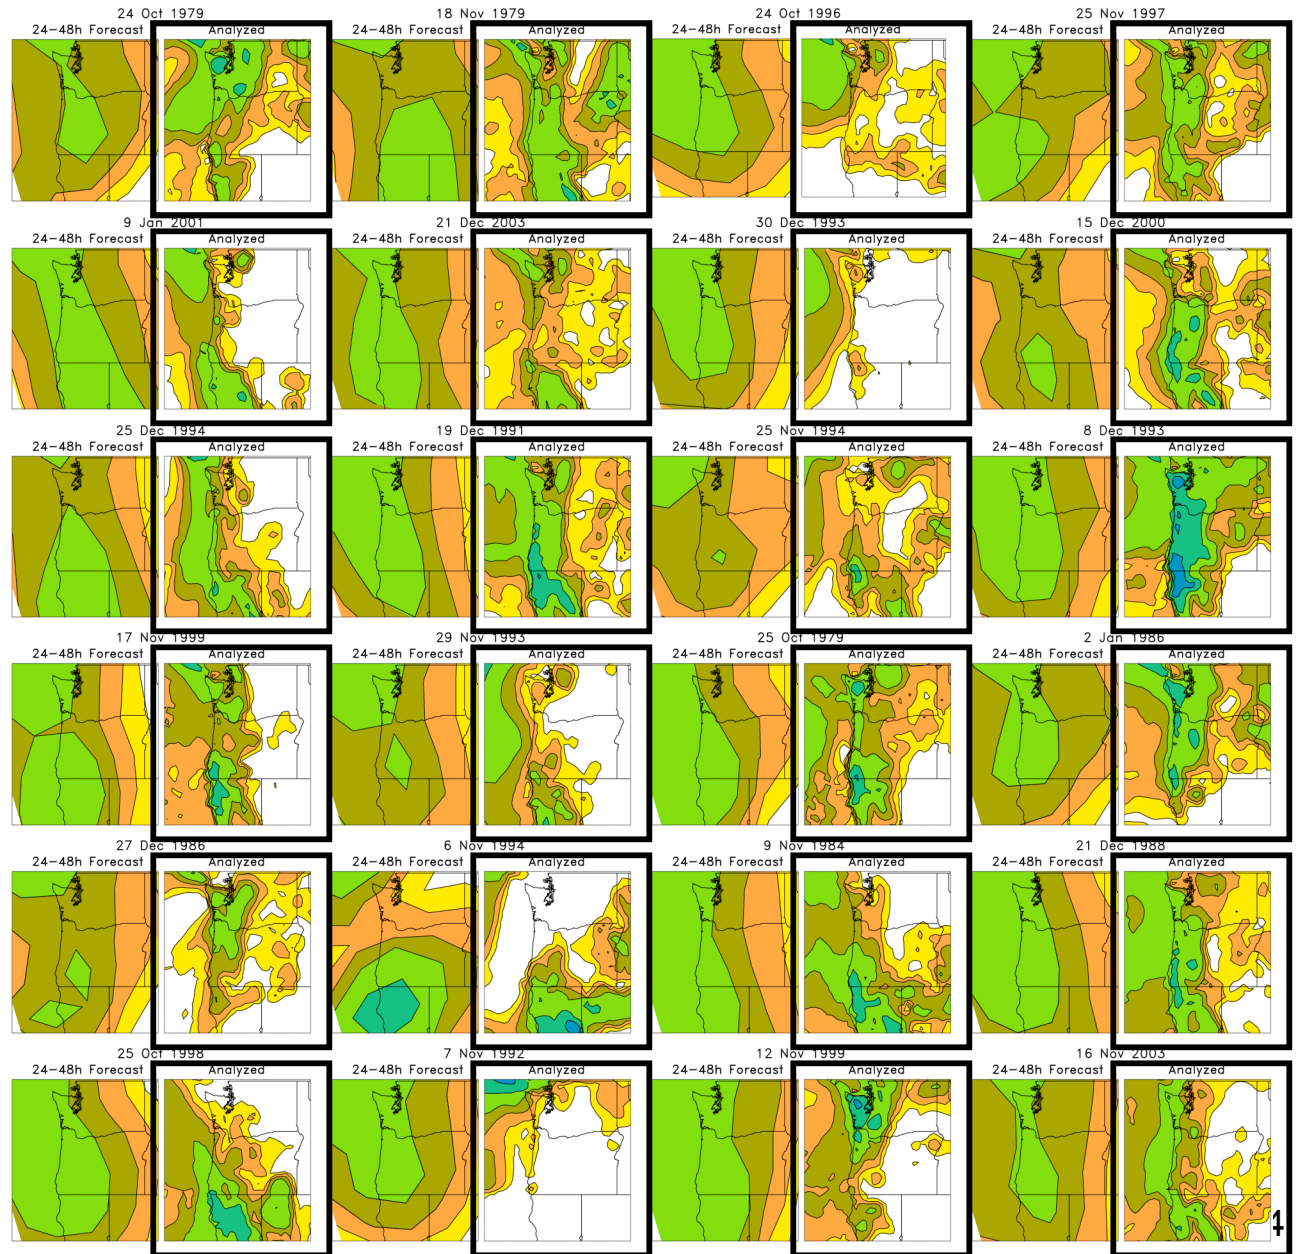 24 Oct 1979 18 Nov 1979 24 Oct 1996 25 Nov 1997
24-48h Forecast Analyzed 24-48h Forecast Analyzed 24-48h Forecast Analyzed 24-48h Forecast Analyzed
9 Jan 2001 21 Dec 2003 30 Dec 1993 15 Dec 2000
24-48h Forecast Analyzed 24-48h Forecast Analyzed 24-48h Forecast Analyzed 24-48h Forecast Analyzed
25 Dec 1994 19 Dec 1991 25 Nov 1994 8 Dec 1993
24-48h Forecast Analyzed 24-48h Forecast Analyzed 24-48h Forecast Analyzed 24-48h Forecast Analyzed
17 Nov 1999 29 Nov 1993 25 Oct 1979 2 Jan 1986
24-48h Forecast Analyzed 24-48h Forecast Analyzed 24-48h Forecast Analyzed 24-48h Forecast Analyzed
27 Dec 1986 6 Nov 1994 9 Nov 1984 21 Dec 1988
24-48h Forecast Analyzed 24-48h Forecast Analyzed 24-48h Forecast Analyzed 24-48h Forecast Analyzed
25 Oct 1998 7 Nov 1992 12 Nov 1999 16 Nov 2003
24-48h Forecast Analyzed 24-48h Forecast Analyzed 24-48h Forecast Analyzed 24-48h Forecast Analyzed